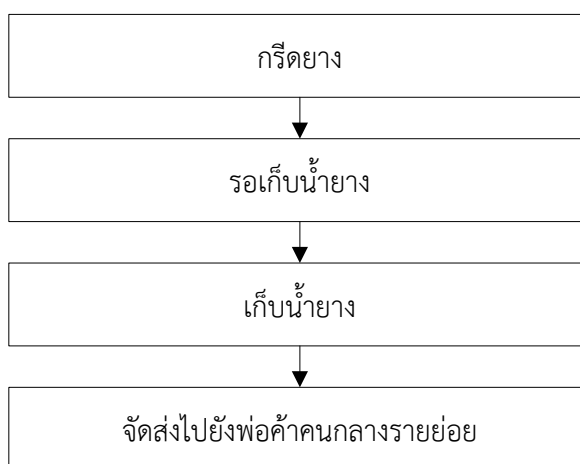 กรีดยาง
รอเก็บน้ำยาง
เก็บน้ำยาง
จัดส่งไปยังพ่อค้าคนกลางรายย่อย